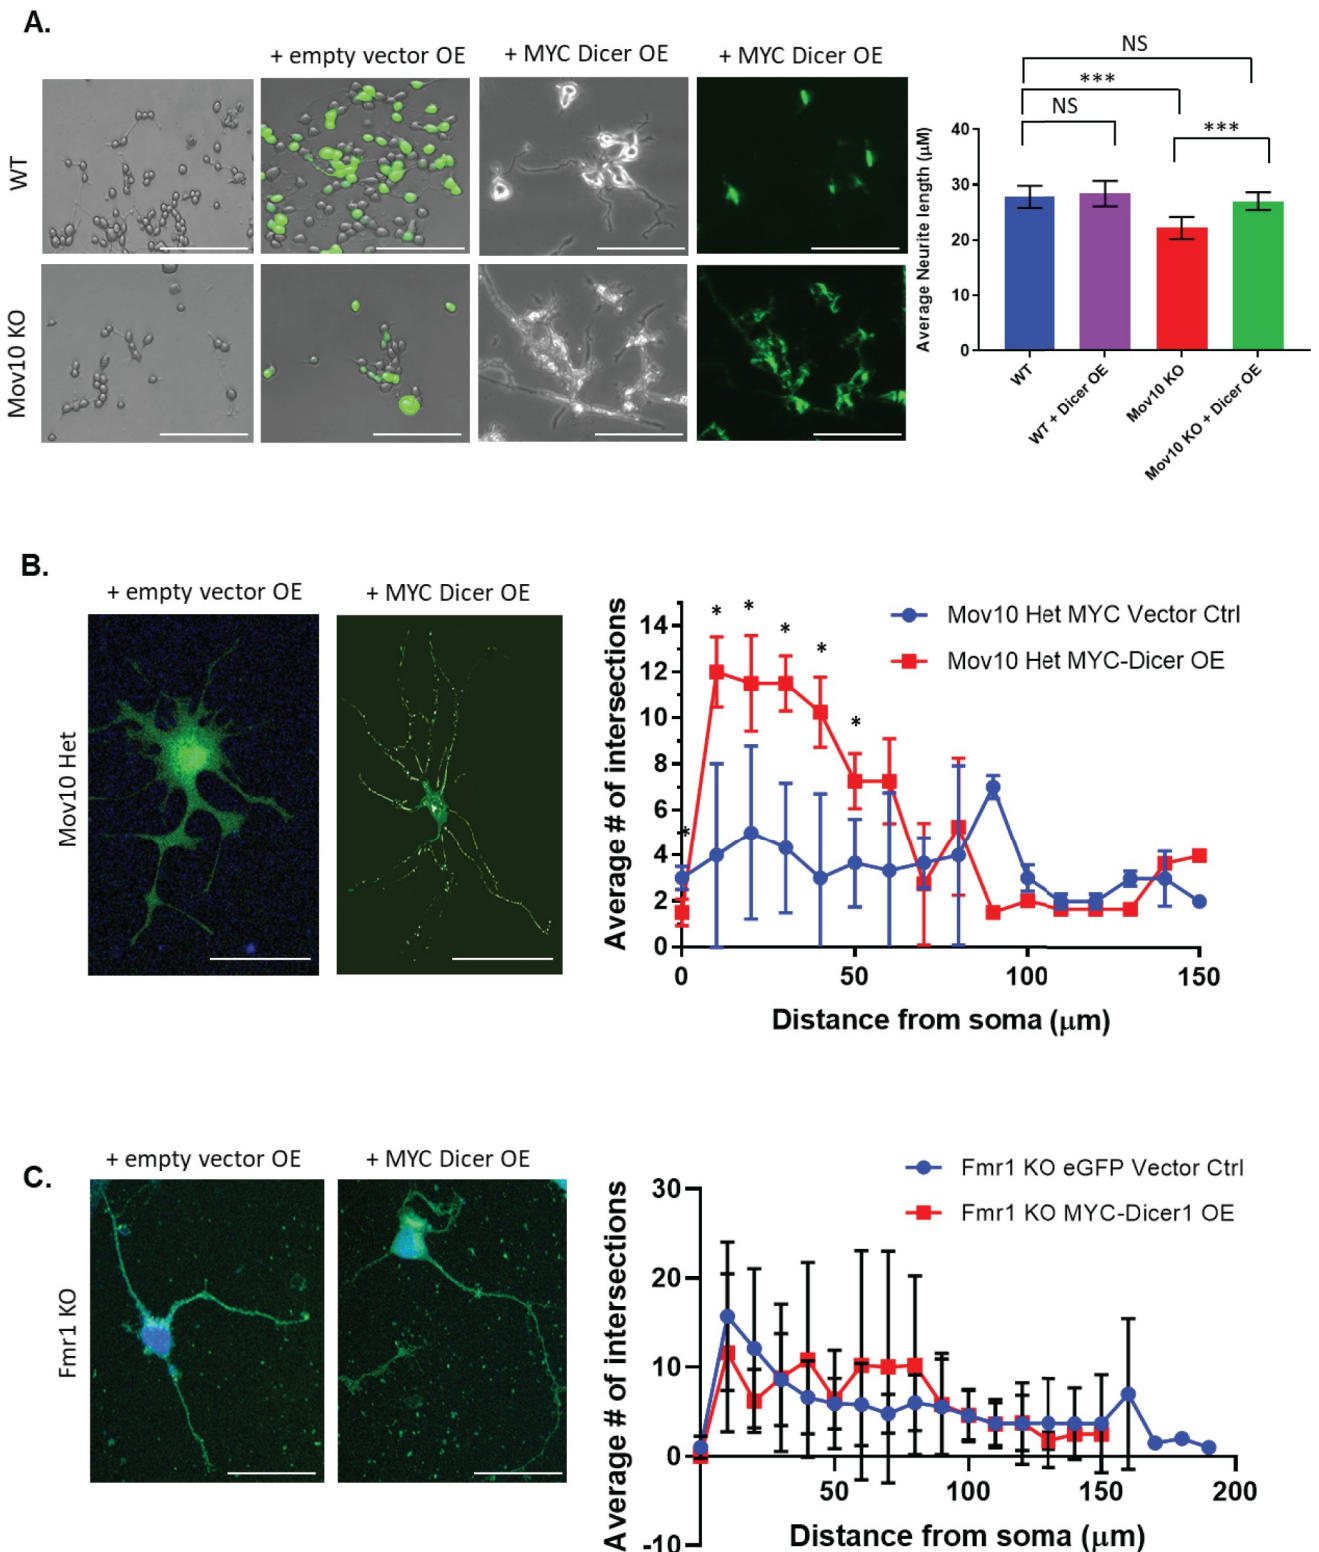 A.
+ empty vector OE
+ MYC Dicer OE
+ MYC Dicer OE
WT
Mov10 KO
NS
***
NS
***
Average Neurite length (µM)
40
30
20
10
0
WT
WT + Dicer OE
Mov10 KO
Mov10 KO + Dicer OE
B.
+ empty vector OE
+ MYC Dicer OE
Mov10 Het
Average # of intersections
14
12
10
8
6
4
2
0
* * * * * *
Mov10 Het MYC Vector Ctrl
Mov10 Het MYC-Dicer OE
0 50 100 150
Distance from soma (µm)
C.
+ empty vector OE
+ MYC Dicer OE
Fmr1 KO
Average # of intersections
30
20
10
0
-10
Fmr1 KO eGFP Vector Ctrl
Fmr1 KO MYC-Dicer1 OE
50 100 150 200
Distance from soma (µm)